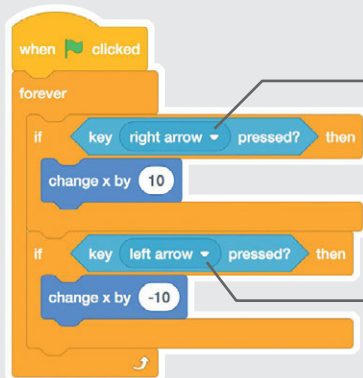 when clicked
forever
if key right arrow pressed? then
change x by 10
if key left arrow pressed? then
change x by -10